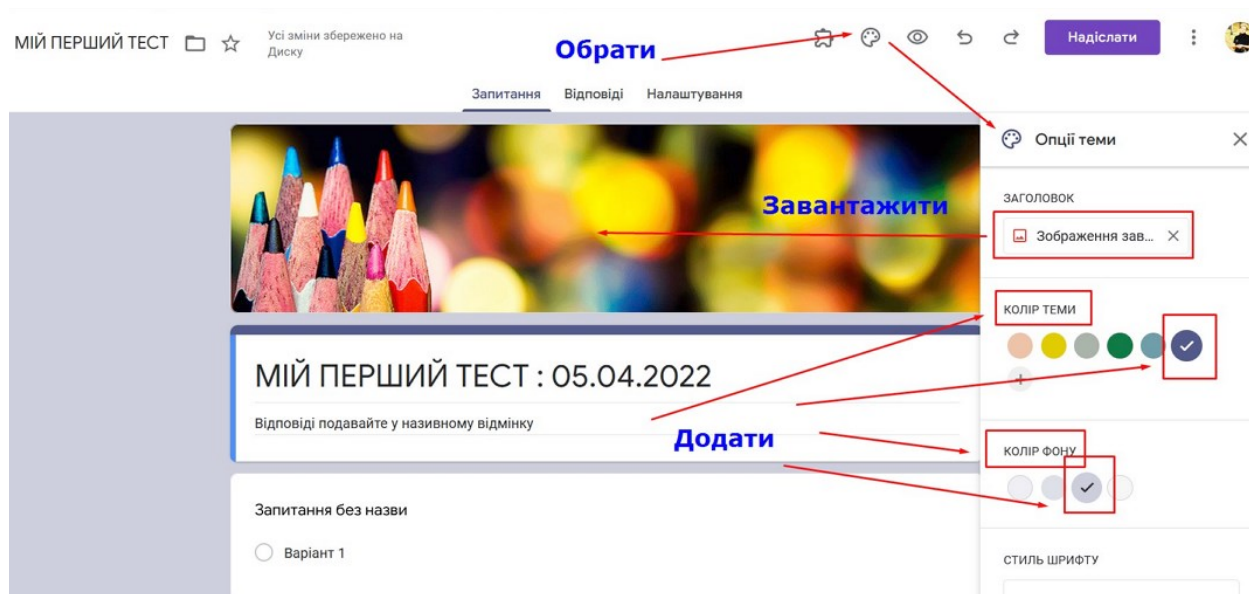 МІЙ ПЕРШИЙ ТЕСТ
Усі зміни збережено на
Диску
Обрати
Надіслати
Запитання Відповіді Налаштування
Опції теми
ЗАГОЛОВОК
Завантажити
Зображення зав...
КОЛІР ТЕМИ
МІЙ ПЕРШИЙ ТЕСТ : 05.04.2022
Відповіді подавайте у називному відмінку
Додати
КОЛІР ФОНУ
Запитання без назви
Варіант 1
СТИЛЬ ШРИФТУ